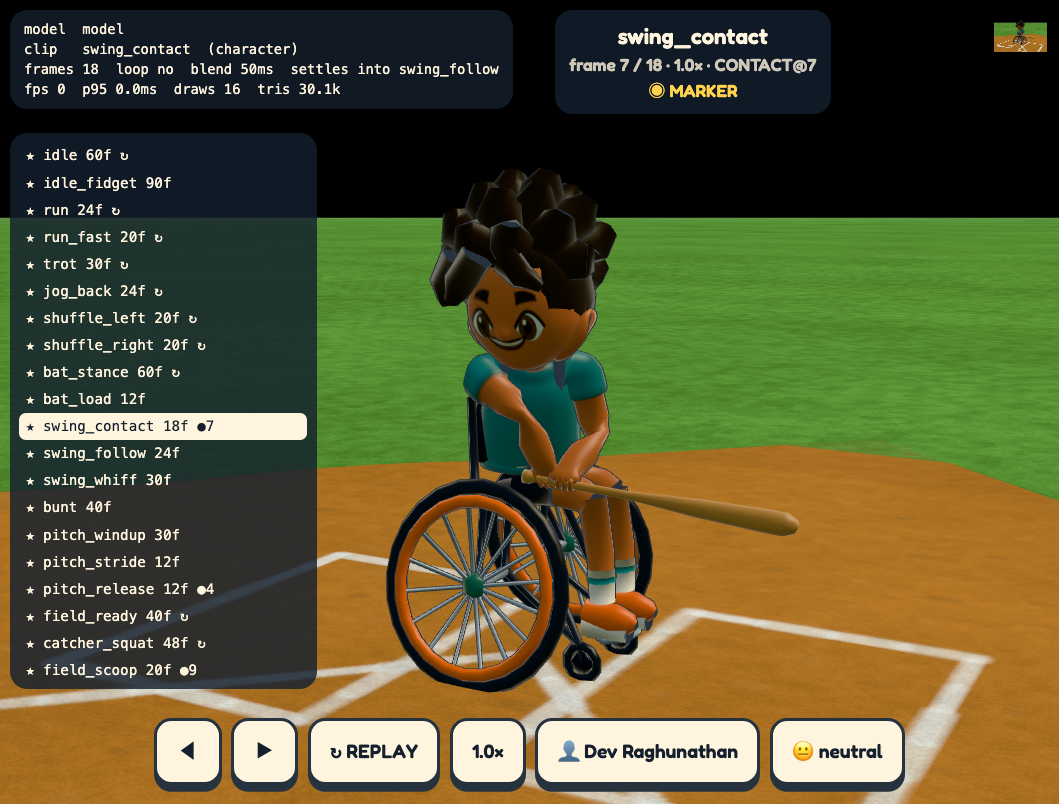 model model
clip swing_contact (character)
frames 18 loop no blend 50ms settles into swing_follow
fps 0 p95 0.0ms draws 16 tris 30.1k
swing_contact
frame 7 / 18 · 1.0× · CONTACT@7
◉ MARKER
★ idle 60f ↻
★ idle_fidget 90f
★ run 24f ↻
★ run_fast 20f ↻
★ trot 30f ↻
★ jog_back 24f ↻
★ shuffle_left 20f ↻
★ shuffle_right 20f ↻
★ bat_stance 60f ↻
★ bat_load 12f
★ swing_contact 18f ●7
★ swing_follow 24f
★ swing_whiff 30f
★ bunt 40f
★ pitch_windup 30f
★ pitch_stride 12f
★ pitch_release 12f ●4
★ field_ready 40f ↻
★ catcher_squat 48f ↻
★ field_scoop 20f ●9
◀ ▶ ↻ REPLAY 1.0× 👤 Dev Raghunathan 😐 neutral